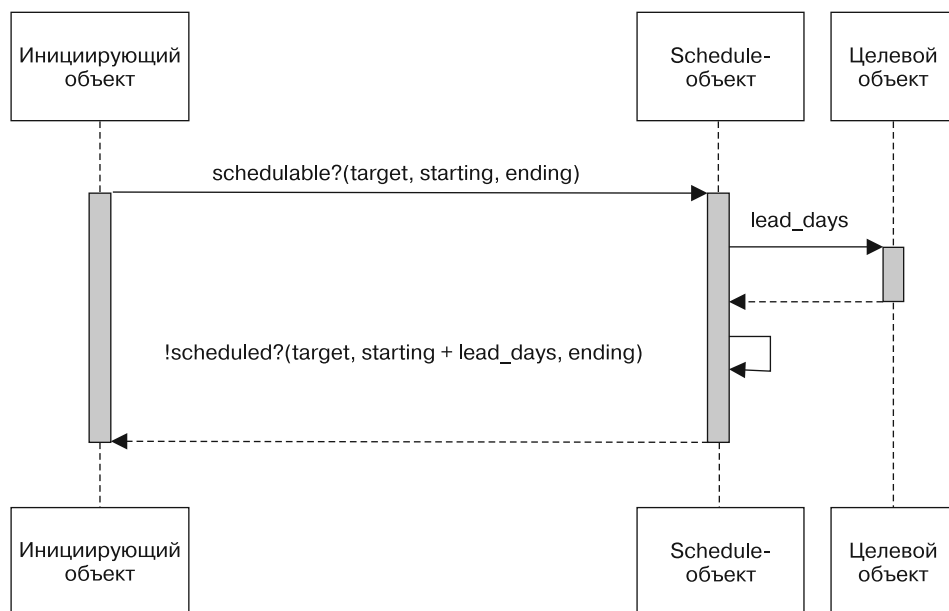 Инициирующий
объект
Schedule-
объект
Целевой
объект
schedulable?(target, starting, ending)
lead_days
!scheduled?(target, starting + lead_days, ending)
Инициирующий
объект
Schedule-
объект
Целевой
объект